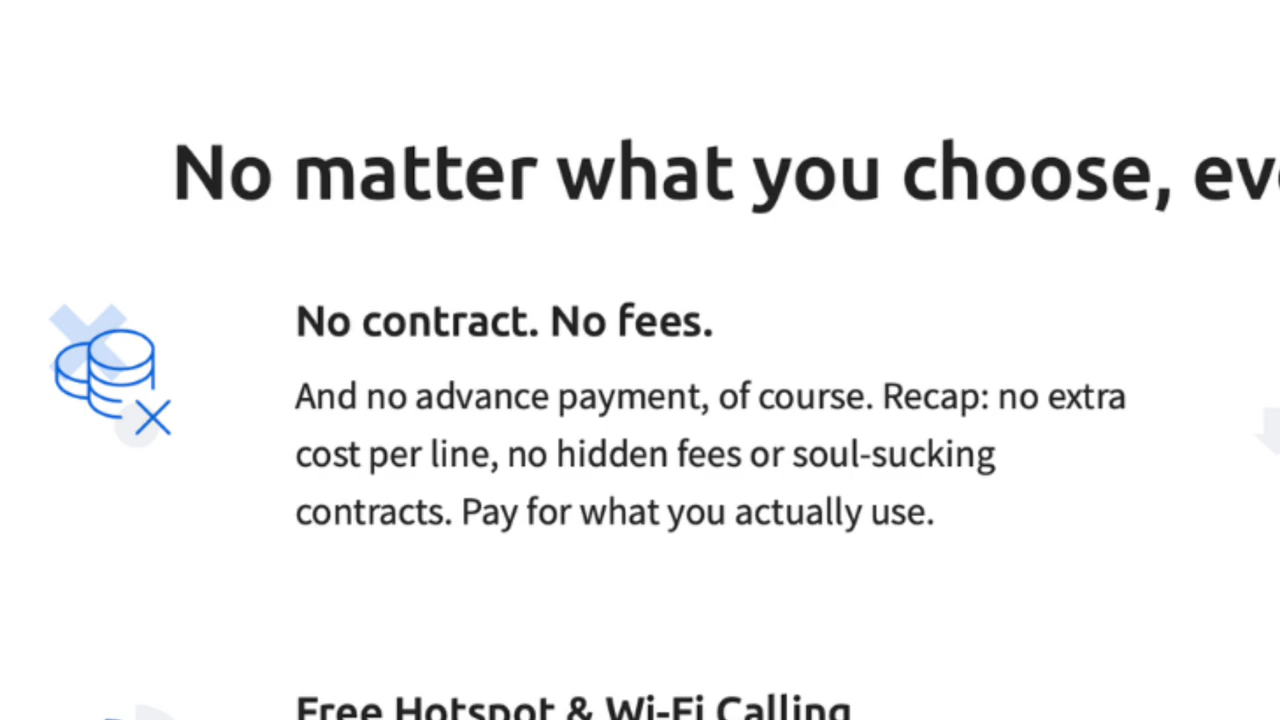 No matter what you choose,
No contract. No fees.
And no advance payment, of course. Recap: no extra
cost per line, no hidden fees or soul-sucking
contracts. Pay for what you actually use.
Free Hotspot & Wi-Fi Calling